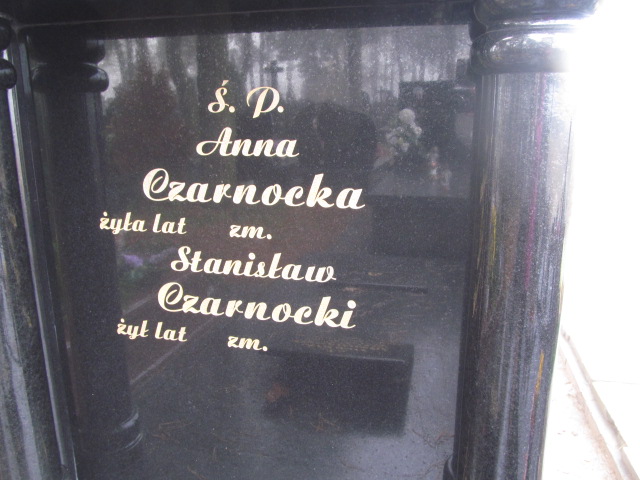 Ś. P.
Anna
Czarnocka
żyła lat zm.
Stanisław
Czarnocki
żył lat zm.